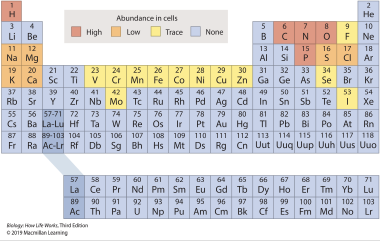 Abundance in cells
High Low Trace None
1 2
H He
3 4 5 6 7 8 9 10
Li Be B C N O F Ne
11 12 13 14 15 16 17 18
Na Mg Al Si P S Cl Ar
19 20 21 22 23 24 25 26 27 28 29 30 31 32 33 34 35 36
K Ca Sc Ti V Cr Mn Fe Co Ni Cu Zn Ga Ge As Se Br Kr
37 38 39 40 41 42 43 44 45 46 47 48 49 50 51 52 53 54
Rb Sr Y Zr Nb Mo Tc Ru Rh Pd Ag Cd In Sn Sb Te I Xe
55 56 57-71 72 73 74 75 76 77 78 79 80 81 82 83 84 85 86
Cs Ba La-Lu Hf Ta W Re Os Ir Pt Au Hg Tl Pb Bi Po At Rn
87 88 89-103 104 105 106 107 108 109 110 111 112 113 114 115 116 117 118
Fr Ra Ac-Lr Rf Db Sg Bh Hs Mt Ds Rg Cn Uut Uuq Uup Uuh Uus Uuo
57 58 59 60 61 62 63 64 65 66 67 68 69 70 71
La Ce Pr Nd Pm Sm Eu Gd Tb Dy Ho Er Tm Yb Lu
89 90 91 92 93 94 95 96 97 98 99 100 101 102 103
Ac Th Pa U Np Pu Am Cm Bk Cf Es Fm Md No Lr
Biology: How Life Works, Third Edition
© 2019 Macmillan Learning